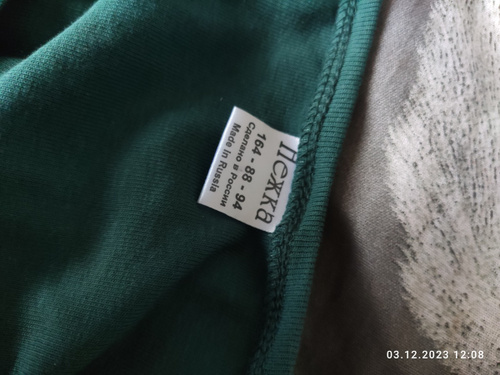 Нежка
164 - 88 - 94
Сделано в России
Made in Russia
03.12.2023 12:08